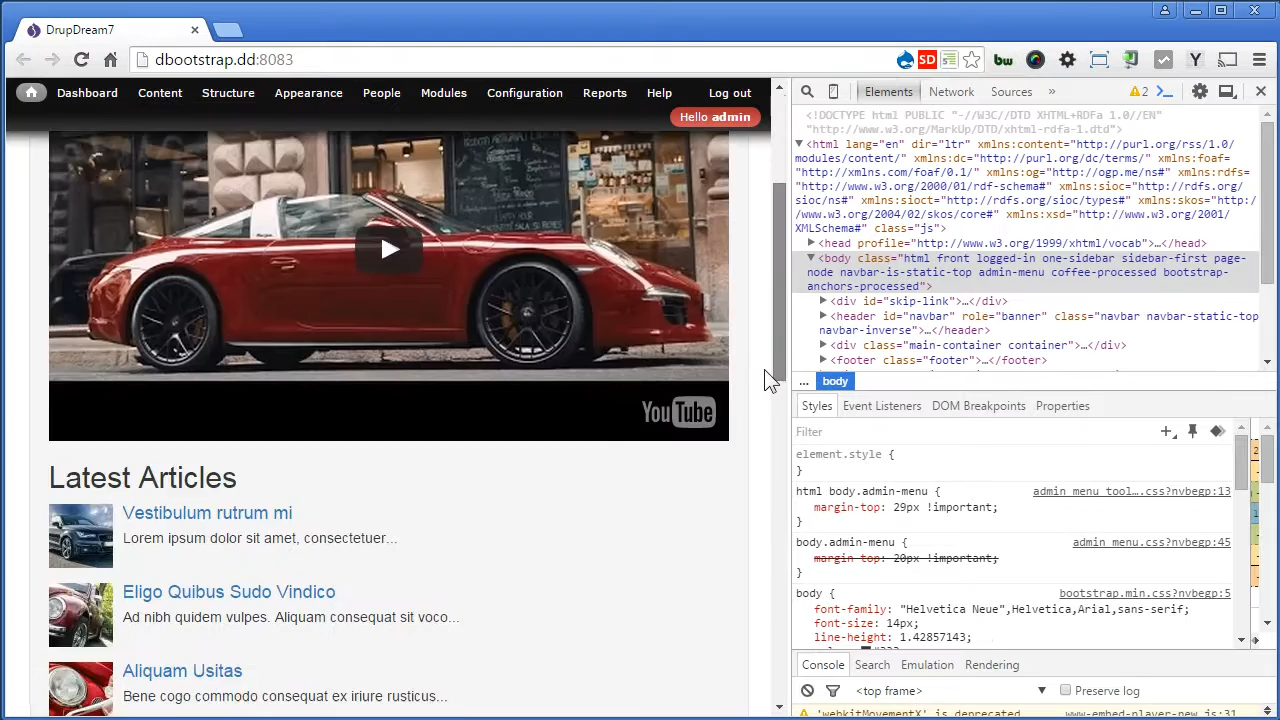 DrupDream7
dbootstrap.dd:8083
SD
bw
Y
Dashboard Content Structure Appearance People Modules Configuration Reports Help Log out
Hello admin
YouTube
Latest Articles
Vestibulum rutrum mi
Lorem ipsum dolor sit amet, consectetuer...
Eligo Quibus Sudo Vindico
Ad nibh quidem vulpes. Aliquam consequat sit voco...
Aliquam Usitas
Bene cogo commodo consequat ex iriure rusticus...
Elements Network Sources » 2
<!DOCTYPE html PUBLIC "-//W3C//DTD XHTML+RDFa 1.0//EN"
"http://www.w3.org/MarkUp/DTD/xhtml-rdfa-1.dtd">
<html lang="en" dir="ltr" xmlns:content="http://purl.org/rss/1.0/
modules/content/" xmlns:dc="http://purl.org/dc/terms/" xmlns:foaf=
"http://xmlns.com/foaf/0.1/" xmlns:og="http://ogp.me/ns#" xmlns:rdfs=
"http://www.w3.org/2000/01/rdf-schema#" xmlns:sioc="http://rdfs.org/
sioc/ns#" xmlns:sioct="http://rdfs.org/sioc/types#" xmlns:skos="http:/
/www.w3.org/2004/02/skos/core#" xmlns:xsd="http://www.w3.org/2001/
XMLSchema#" class="js">
<head profile="http://www.w3.org/1999/xhtml/vocab">…</head>
<body class="html front logged-in one-sidebar sidebar-first page-
node navbar-is-static-top admin-menu coffee-processed bootstrap-
anchors-processed">
<div id="skip-link">…</div>
<header id="navbar" role="banner" class="navbar navbar-static-top
navbar-inverse">…</header>
<div class="main-container container">…</div>
<footer class="footer">…</footer>
... body
Styles Event Listeners DOM Breakpoints Properties
Filter
element.style {
}
html body.admin-menu { admin_menu_tool….css?nvbegp:13
margin-top: 29px !important;
}
body.admin-menu { admin_menu.css?nvbegp:45
margin-top: 20px !important;
}
body { bootstrap.min.css?nvbegp:5
font-family: "Helvetica Neue",Helvetica,Arial,sans-serif;
font-size: 14px;
line-height: 1.42857143;
Console Search Emulation Rendering
<top frame> Preserve log
'webkitMovementX' is deprecated www-embed-player-new.js:31